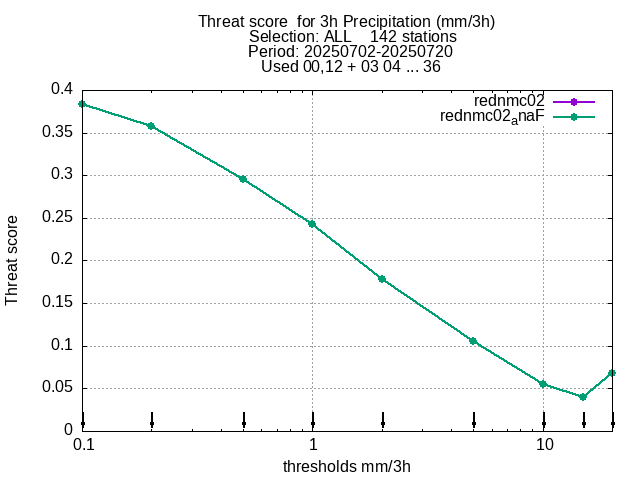 Threat score  for 3h Precipitation (mm/3h)
Selection: ALL    142 stations
Period: 20250702-20250720
Used 00,12 + 03 04 ... 36
rednmc02
rednmc02anaF
0.4
0.35
0.3
0.25
0.2
0.15
0.1
0.05
0
Threat score
0.1 1 10
thresholds mm/3h